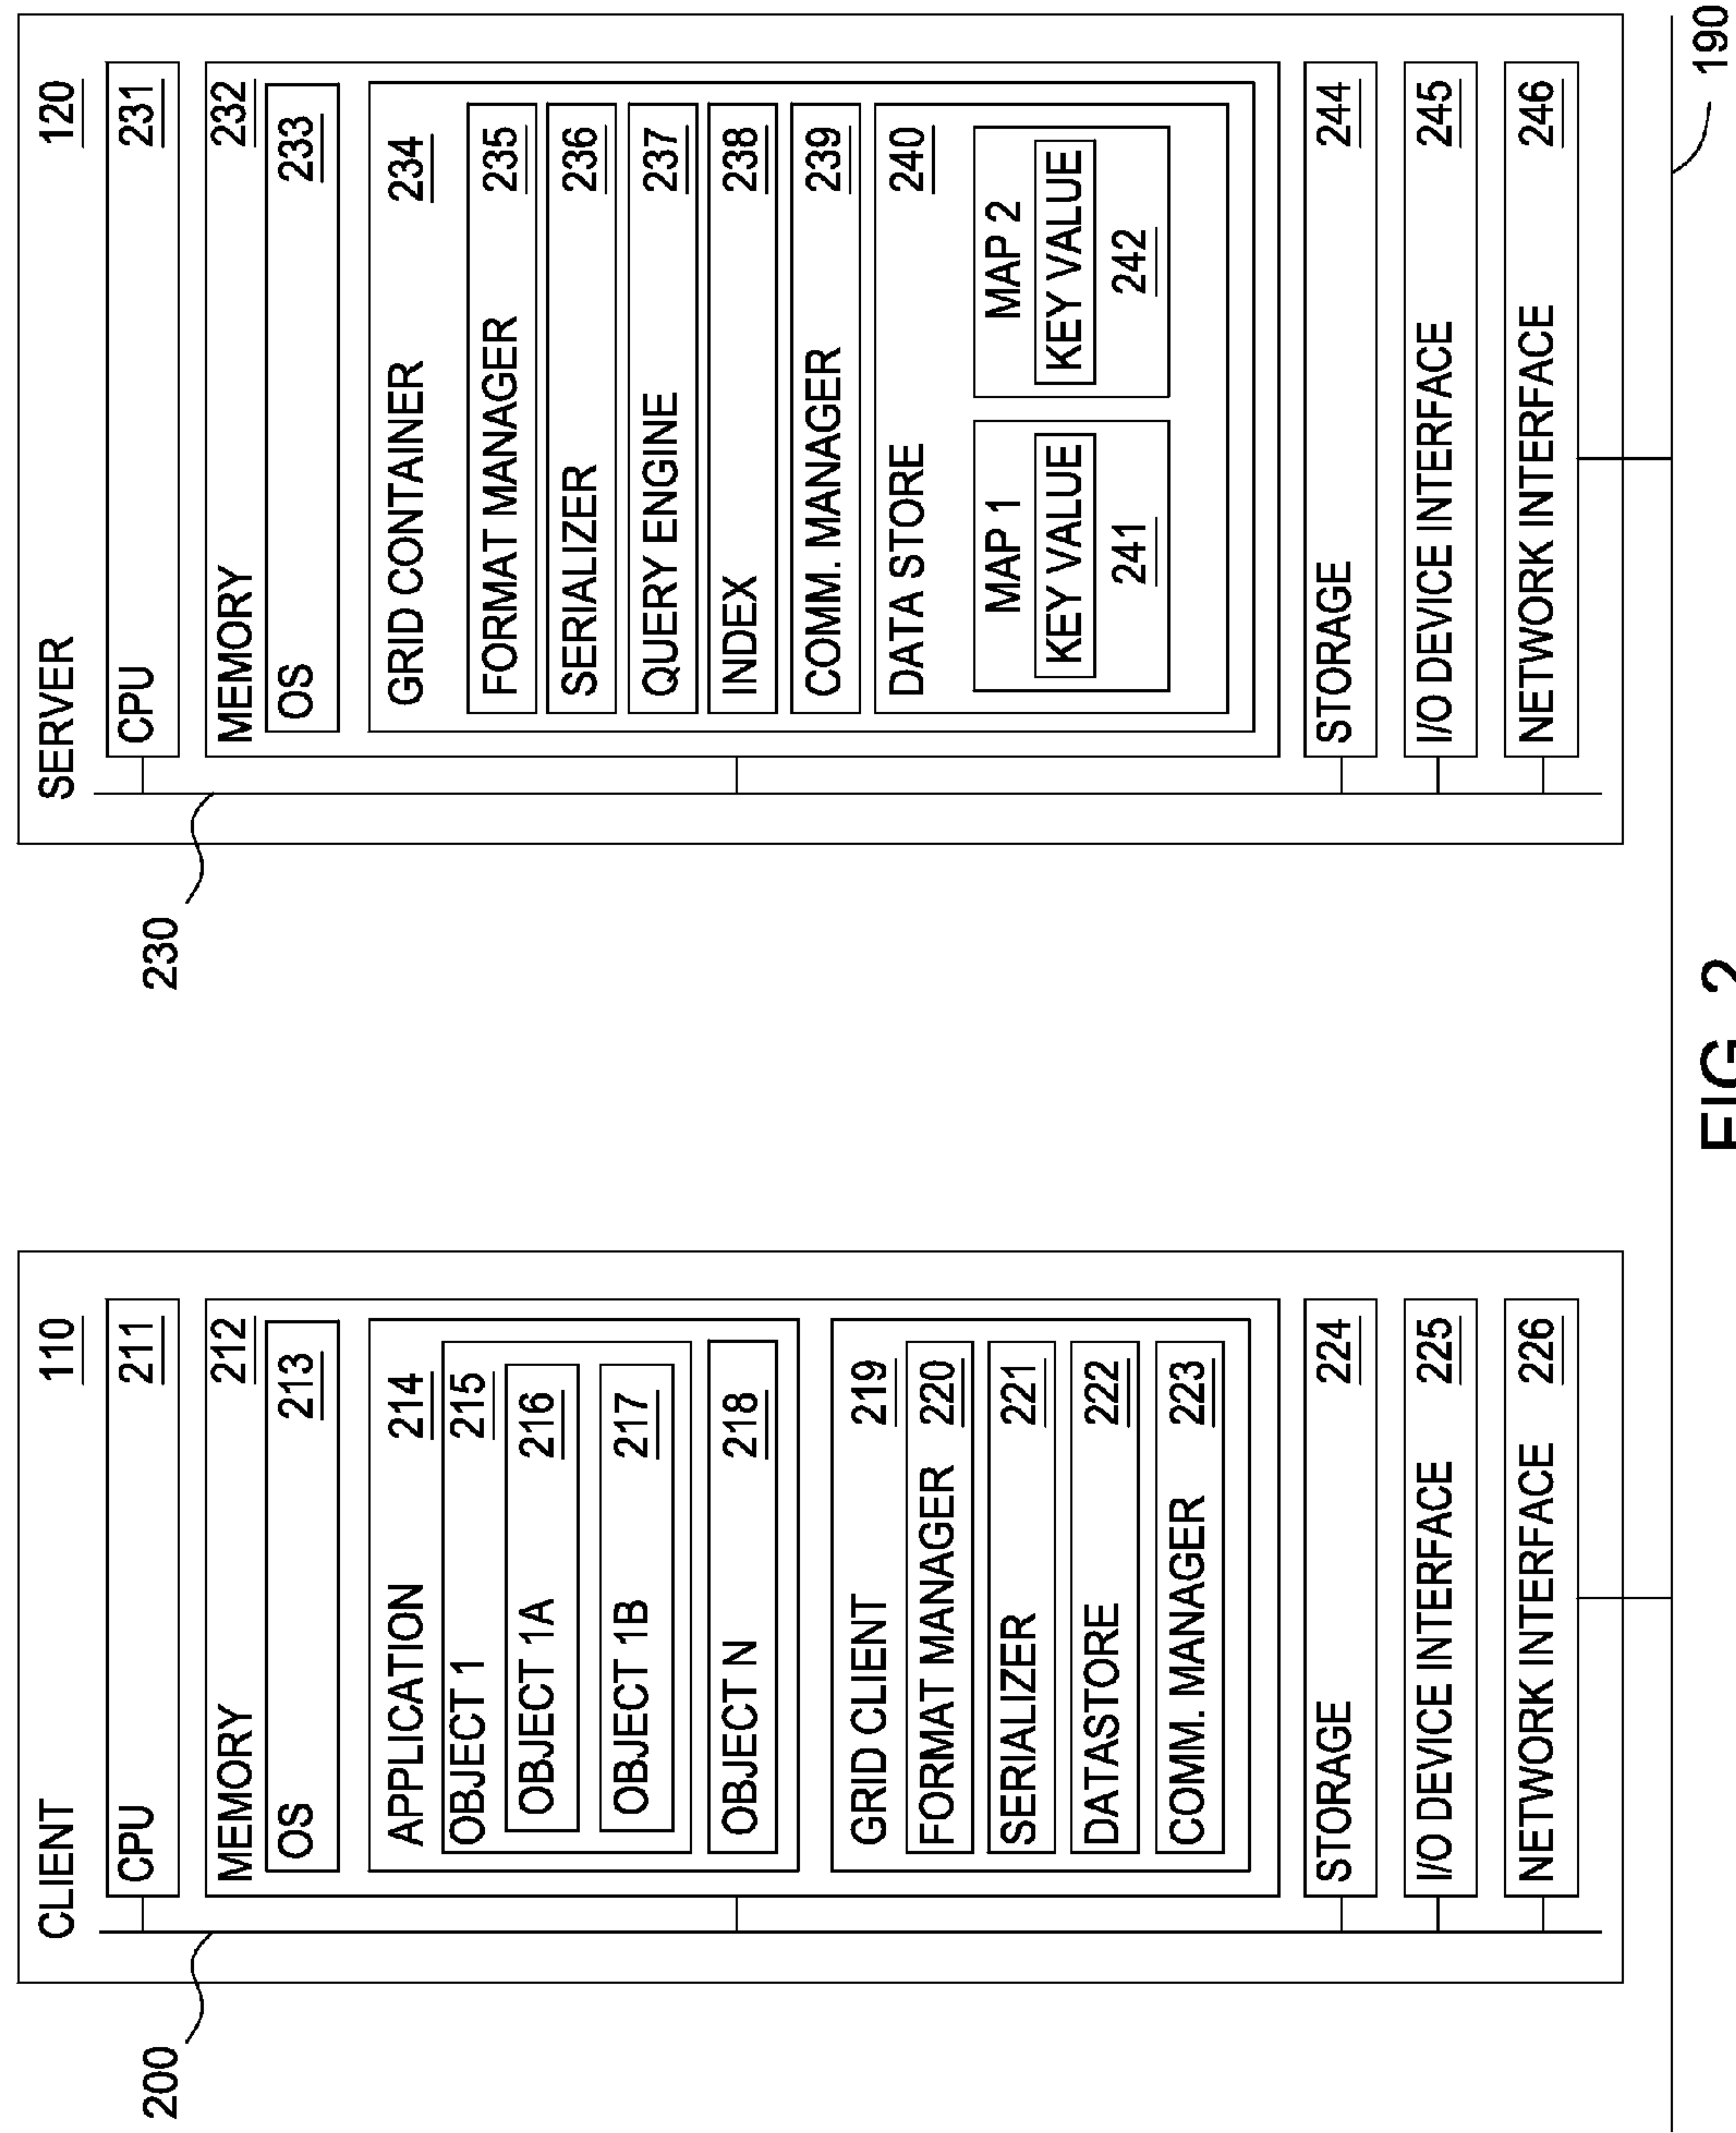 CLIENT 110
CPU 211
MEMORY 212
OS 213
APPLICATION 214
OBJECT 1 215
OBJECT 1A 216
OBJECT 1B 217
OBJECT N 218
GRID CLIENT 219
FORMAT MANAGER 220
SERIALIZER 221
DATASTORE 222
COMM. MANAGER 223
STORAGE 224
I/O DEVICE INTERFACE 225
NETWORK INTERFACE 226
200
SERVER 120
CPU 231
MEMORY 232
OS 233
GRID CONTAINER 234
FORMAT MANAGER 235
SERIALIZER 236
QUERY ENGINE 237
INDEX 238
COMM. MANAGER 239
DATA STORE 240
MAP 1
KEY VALUE
241
MAP 2
KEY VALUE
242
STORAGE 244
I/O DEVICE INTERFACE 245
NETWORK INTERFACE 246
230
190
FIG. 2